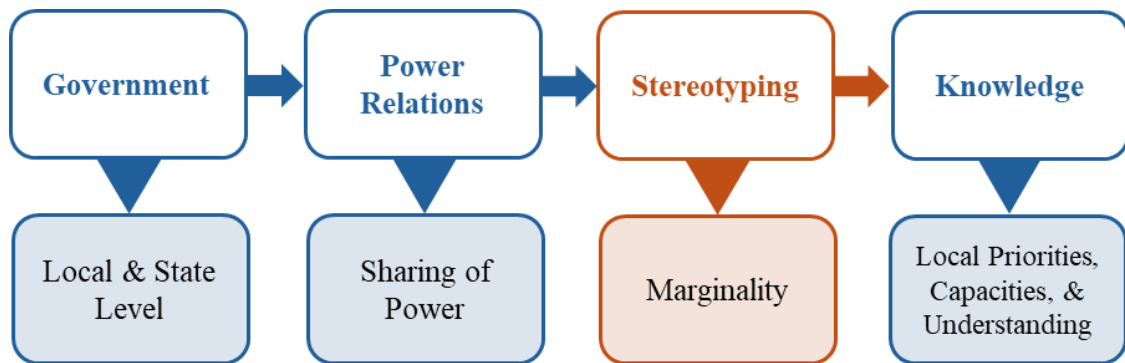 Government
Power
Relations
Stereotyping
Knowledge
Local & State
Level
Sharing of
Power
Marginality
Local Priorities,
Capacities, &
Understanding